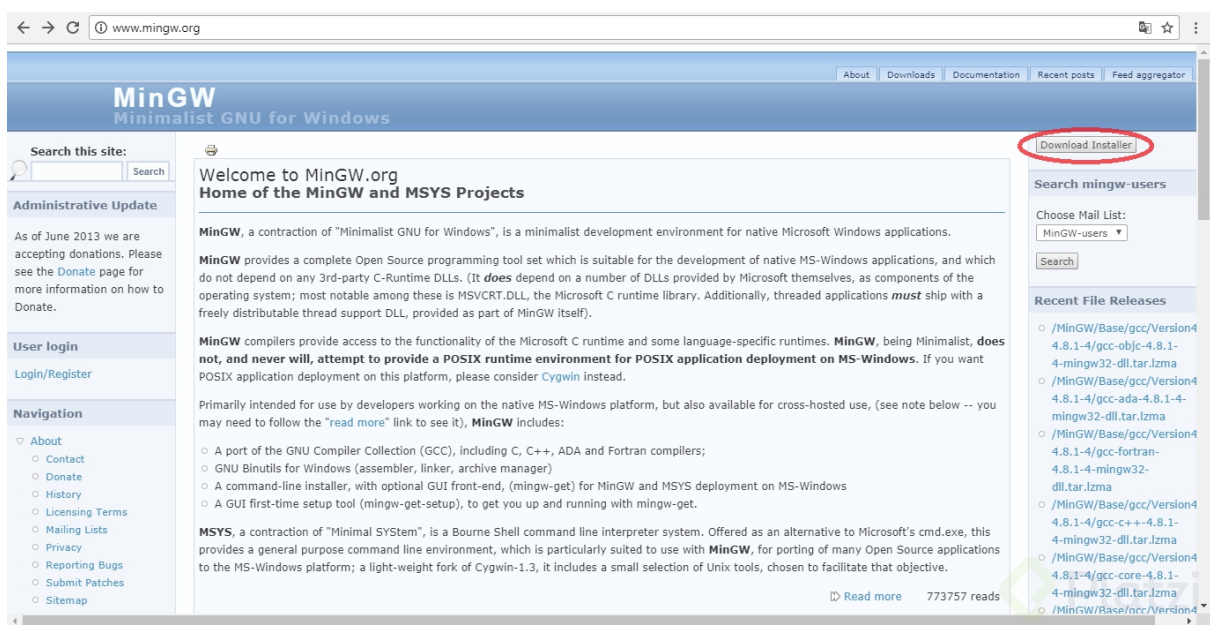 www.mingw.org
About Downloads Documentation Recent posts Feed aggregator
MinGW
Minimalist GNU for Windows
Search this site:
Search
Administrative Update
As of June 2013 we are
accepting donations. Please
see the Donate page for
more information on how to
Donate.
User login
Login/Register
Navigation
About
Contact
Donate
History
Licensing Terms
Mailing Lists
Privacy
Reporting Bugs
Submit Patches
Sitemap
Welcome to MinGW.org
Home of the MinGW and MSYS Projects
MinGW, a contraction of "Minimalist GNU for Windows", is a minimalist development environment for native Microsoft Windows applications.
MinGW provides a complete Open Source programming tool set which is suitable for the development of native MS-Windows applications, and which
do not depend on any 3rd-party C-Runtime DLLs. (It does depend on a number of DLLs provided by Microsoft themselves, as components of the
operating system; most notable among these is MSVCRT.DLL, the Microsoft C runtime library. Additionally, threaded applications must ship with a
freely distributable thread support DLL, provided as part of MinGW itself).
MinGW compilers provide access to the functionality of the Microsoft C runtime and some language-specific runtimes. MinGW, being Minimalist, does
not, and never will, attempt to provide a POSIX runtime environment for POSIX application deployment on MS-Windows. If you want
POSIX application deployment on this platform, please consider Cygwin instead.
Primarily intended for use by developers working on the native MS-Windows platform, but also available for cross-hosted use, (see note below -- you
may need to follow the "read more" link to see it), MinGW includes:
A port of the GNU Compiler Collection (GCC), including C, C++, ADA and Fortran compilers;
GNU Binutils for Windows (assembler, linker, archive manager)
A command-line installer, with optional GUI front-end, (mingw-get) for MinGW and MSYS deployment on MS-Windows
A GUI first-time setup tool (mingw-get-setup), to get you up and running with mingw-get.
MSYS, a contraction of "Minimal SYStem", is a Bourne Shell command line interpreter system. Offered as an alternative to Microsoft's cmd.exe, this
provides a general purpose command line environment, which is particularly suited to use with MinGW, for porting of many Open Source applications
to the MS-Windows platform; a light-weight fork of Cygwin-1.3, it includes a small selection of Unix tools, chosen to facilitate that objective.
Read more 773757 reads
Download Installer
Search mingw-users
Choose Mail List:
MinGW-users
Search
Recent File Releases
/MinGW/Base/gcc/Version4
4.8.1-4/gcc-objc-4.8.1-
4-mingw32-dll.tar.lzma
/MinGW/Base/gcc/Version4
4.8.1-4/gcc-ada-4.8.1-4-
mingw32-dll.tar.lzma
/MinGW/Base/gcc/Version4
4.8.1-4/gcc-fortran-
4.8.1-4-mingw32-
dll.tar.lzma
/MinGW/Base/gcc/Version4
4.8.1-4/gcc-c++-4.8.1-
4-mingw32-dll.tar.lzma
/MinGW/Base/gcc/Version4
4.8.1-4/gcc-core-4.8.1-
4-mingw32-dll.tar.lzma
/MinGW/Base/gcc/Version4
Platzi